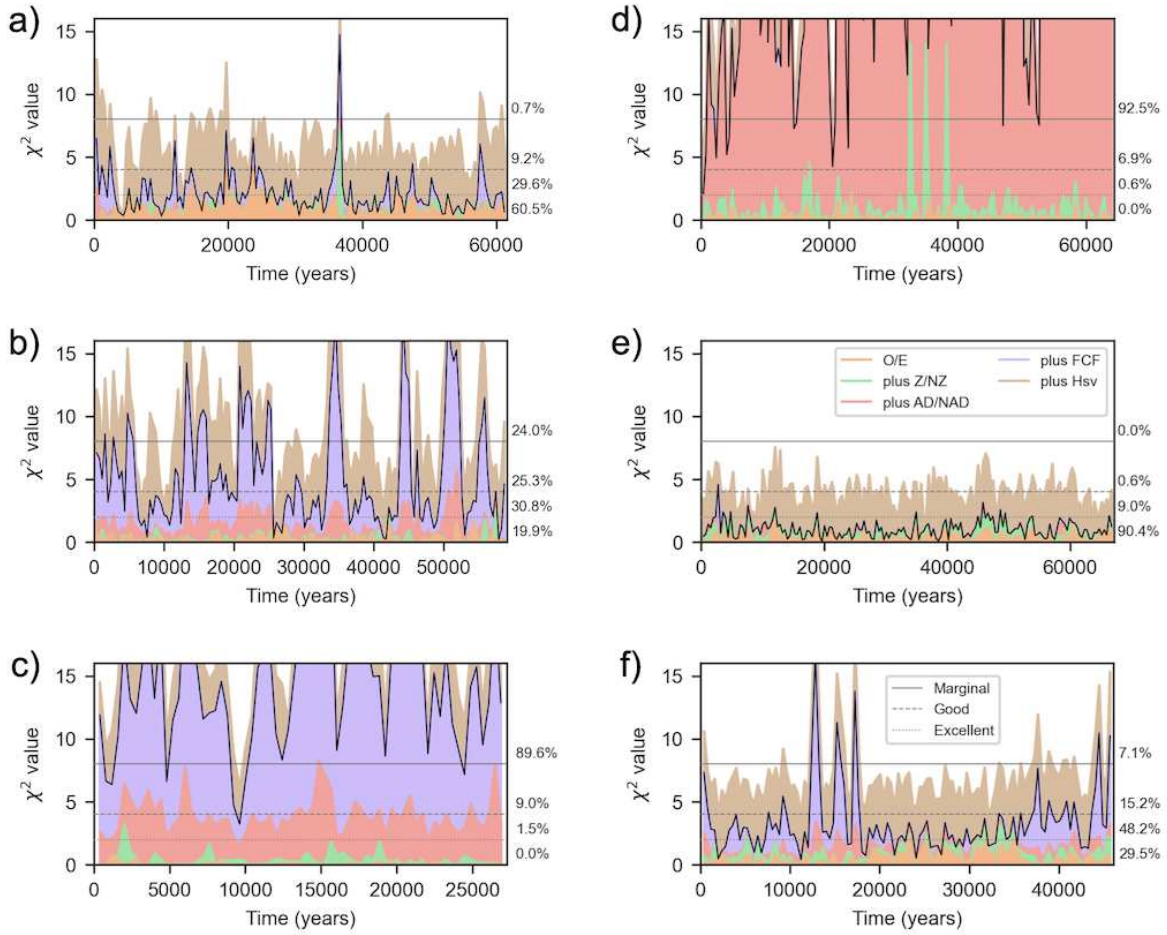 a)
χ² value
15
10
5
0
0.7%
9.2%
29.6%
60.5%
0 20000 40000 60000
Time (years)
d)
χ² value
15
10
5
0
92.5%
6.9%
0.6%
0.0%
0 20000 40000 60000
Time (years)
b)
χ² value
15
10
5
0
24.0%
25.3%
30.8%
19.9%
0 10000 20000 30000 40000 50000
Time (years)
e)
χ² value
15
10
5
0
O/E
plus Z/NZ
plus AD/NAD
plus FCF
plus Hsv
0.0%
0.6%
9.0%
90.4%
0 20000 40000 60000
Time (years)
c)
χ² value
15
10
5
0
89.6%
9.0%
1.5%
0.0%
0 5000 10000 15000 20000 25000
Time (years)
f)
χ² value
15
10
5
0
Marginal
Good
Excellent
7.1%
15.2%
48.2%
29.5%
0 10000 20000 30000 40000
Time (years)